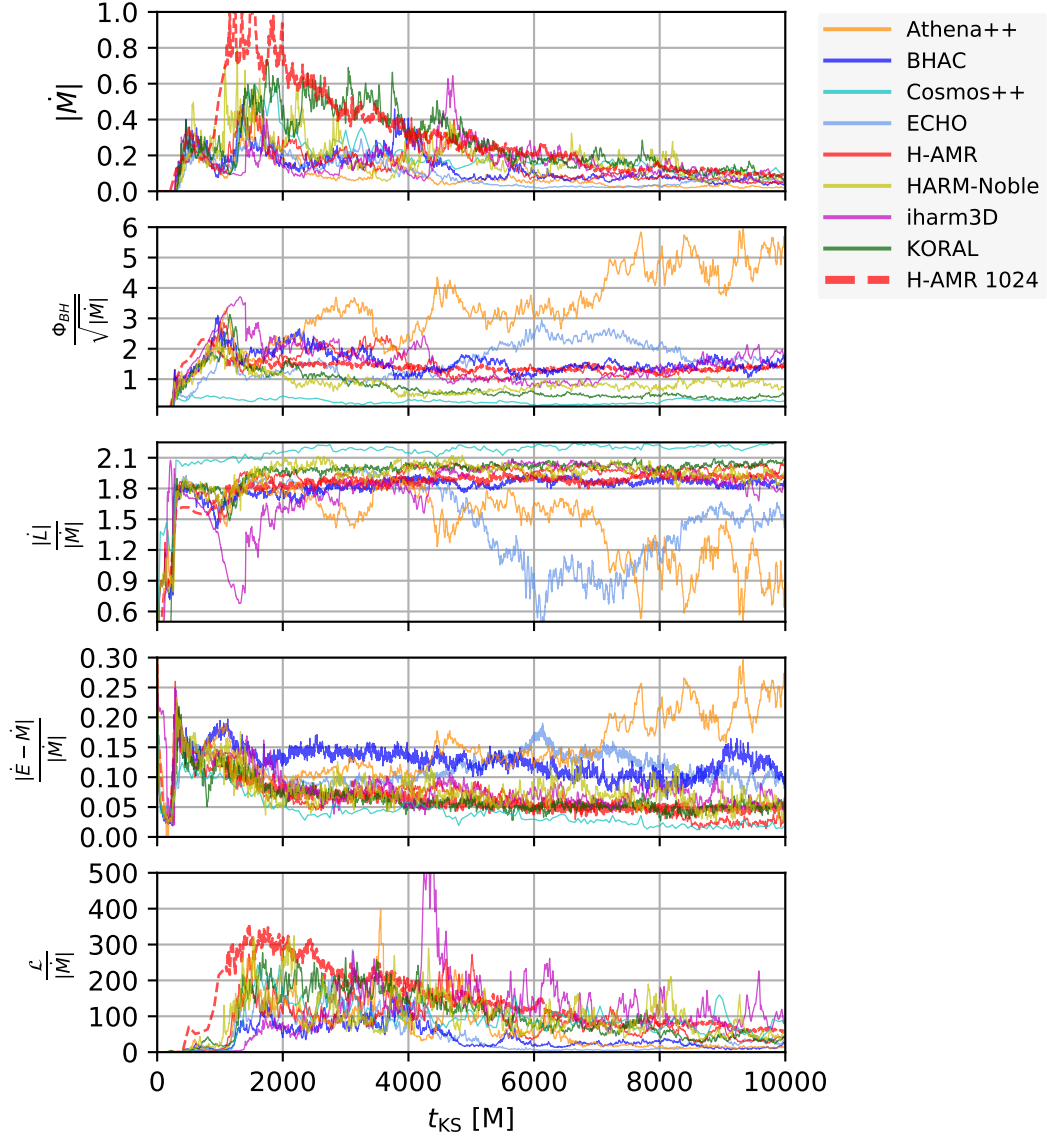 1.0
0.8
0.6
0.4
0.2
0.0
|Ṁ|
Athena++
BHAC
Cosmos++
ECHO
H-AMR
HARM-Noble
iharm3D
KORAL
H-AMR 1024
6
5
4
3
2
1
Φ_BH / √|Ṁ|
2.1
1.8
1.5
1.2
0.9
0.6
|L̇| / |Ṁ|
0.30
0.25
0.20
0.15
0.10
0.05
0.00
|Ė − Ṁ| / |Ṁ|
500
400
300
200
100
0
ℒ / |Ṁ|
0 2000 4000 6000 8000 10000
t_KS [M]